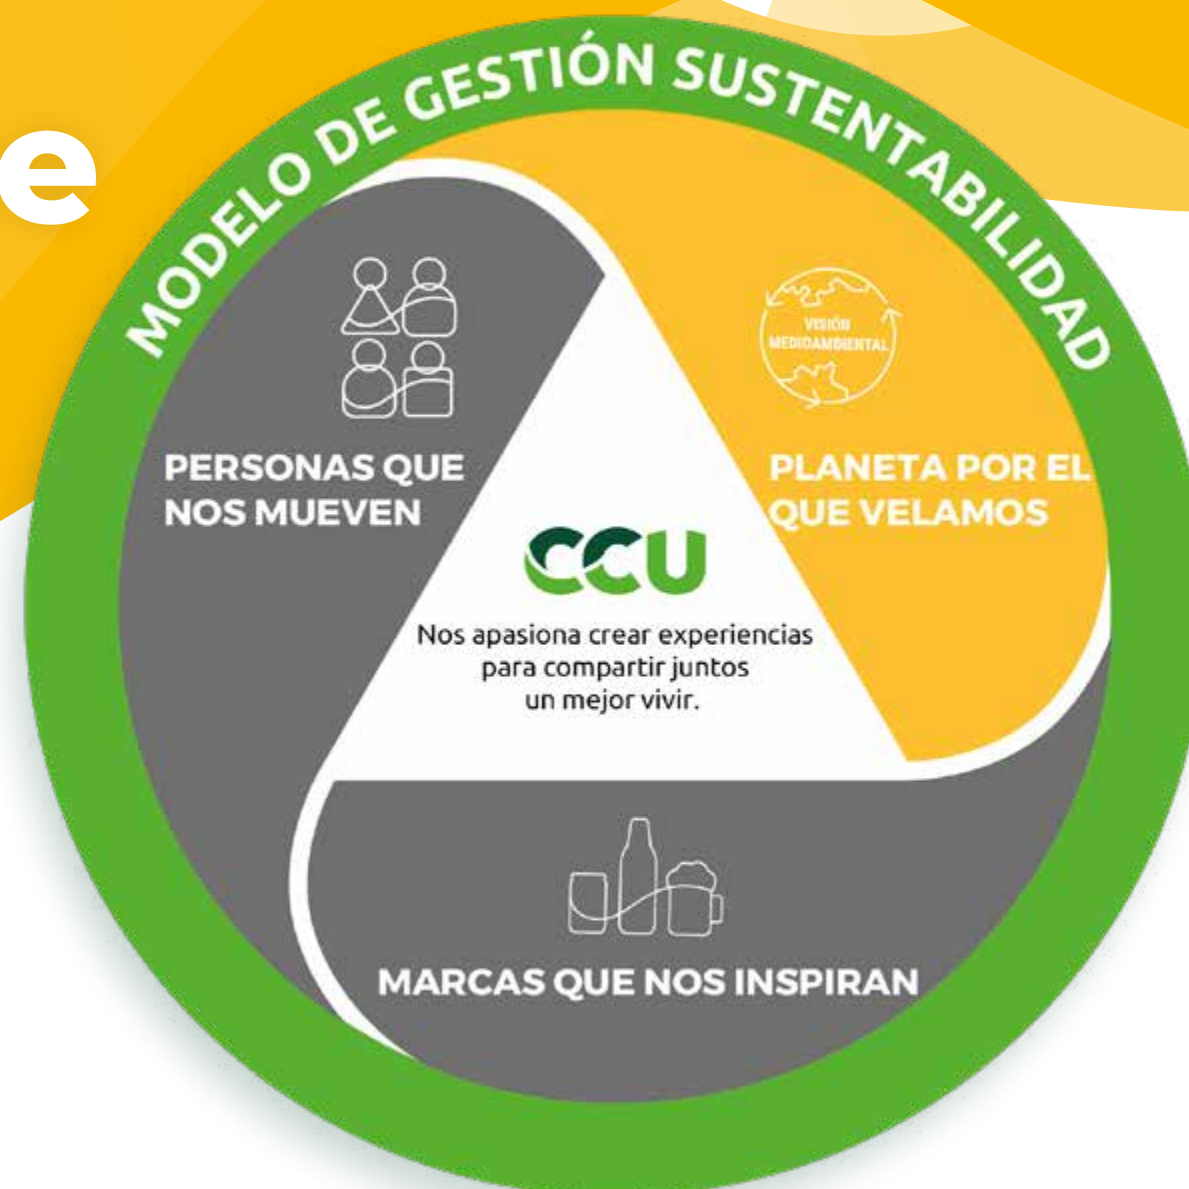 e
MODELO DE GESTIÓN SUSTENTABILIDAD
VISIÓN
MEDIOAMBIENTAL
PERSONAS QUE
NOS MUEVEN
PLANETA POR EL
QUE VELAMOS
CCU
Nos apasiona crear experiencias
para compartir juntos
un mejor vivir.
MARCAS QUE NOS INSPIRAN